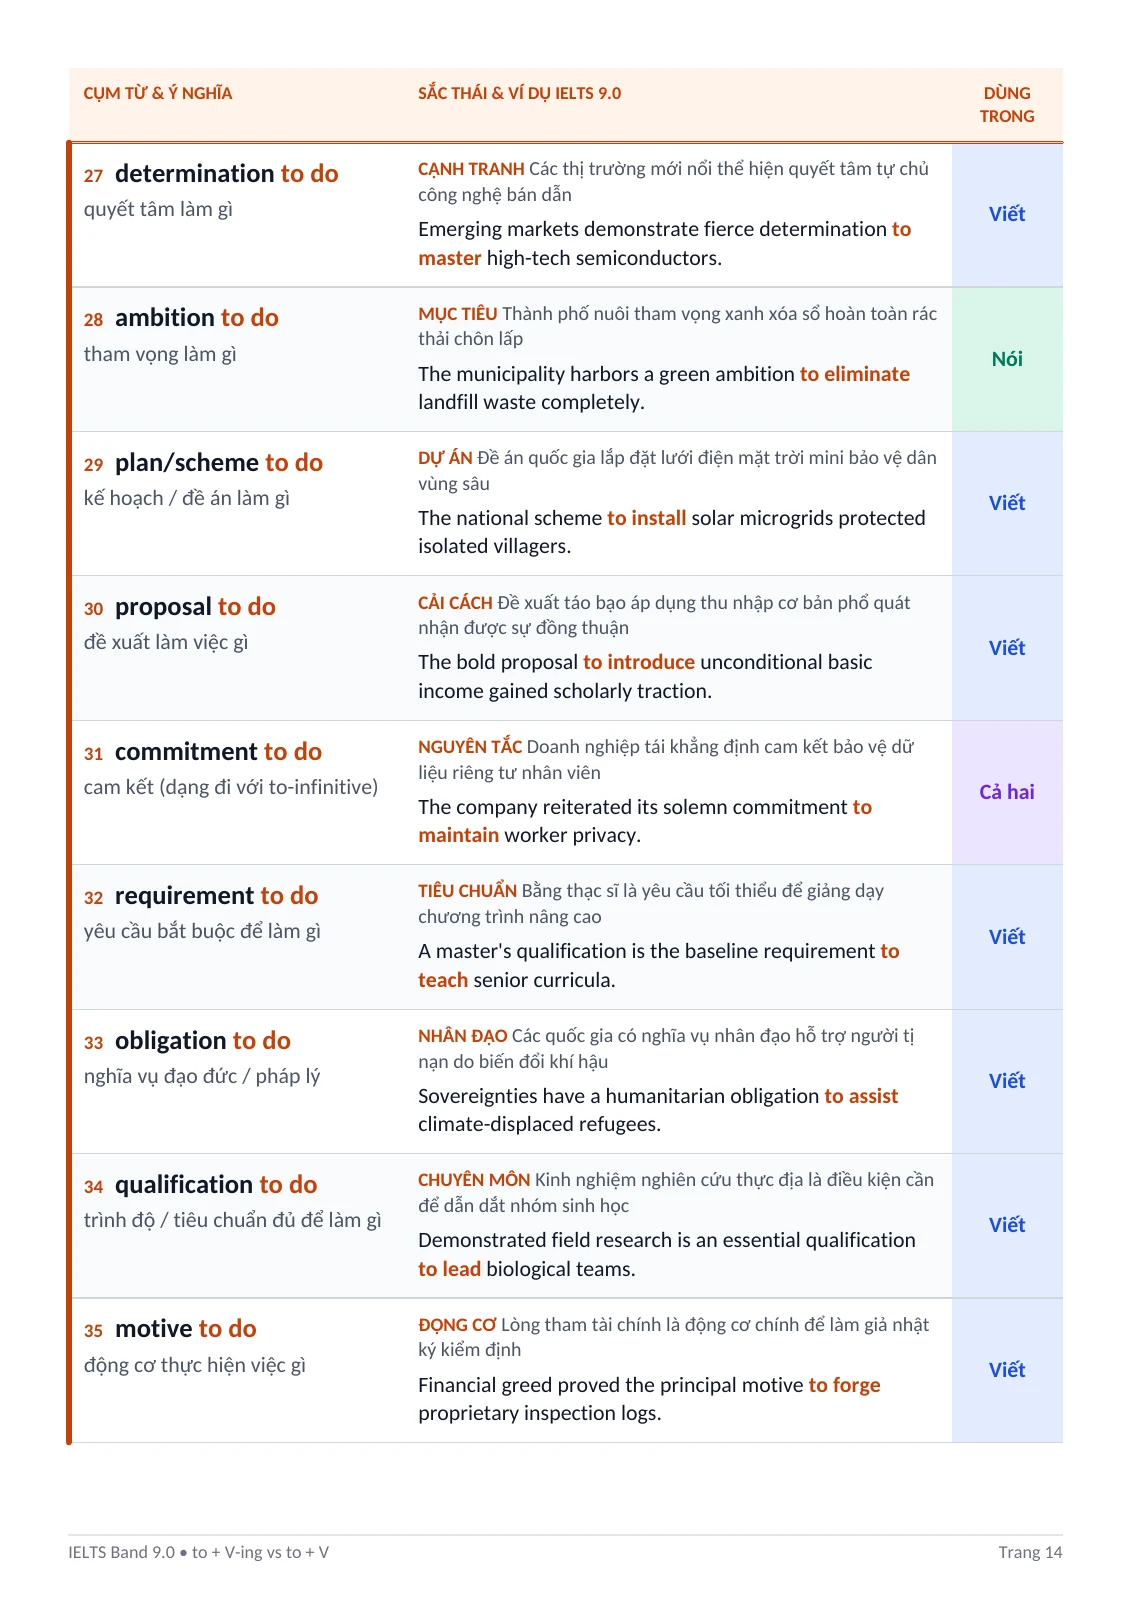 CỤM TỪ & Ý NGHĨA
SẮC THÁI & VÍ DỤ IELTS 9.0
DÙNG
TRONG
27 determination to do
quyết tâm làm gì
CẠNH TRANH Các thị trường mới nổi thể hiện quyết tâm tự chủ
công nghệ bán dẫn
Emerging markets demonstrate fierce determination to
master high-tech semiconductors.
Viết
28 ambition to do
tham vọng làm gì
MỤC TIÊU Thành phố nuôi tham vọng xanh xóa sổ hoàn toàn rác
thải chôn lấp
The municipality harbors a green ambition to eliminate
landfill waste completely.
Nói
29 plan/scheme to do
kế hoạch / đề án làm gì
DỰ ÁN Đề án quốc gia lắp đặt lưới điện mặt trời mini bảo vệ dân
vùng sâu
The national scheme to install solar microgrids protected
isolated villagers.
Viết
30 proposal to do
đề xuất làm việc gì
CẢI CÁCH Đề xuất táo bạo áp dụng thu nhập cơ bản phổ quát
nhận được sự đồng thuận
The bold proposal to introduce unconditional basic
income gained scholarly traction.
Viết
31 commitment to do
cam kết (dạng đi với to-infinitive)
NGUYÊN TẮC Doanh nghiệp tái khẳng định cam kết bảo vệ dữ
liệu riêng tư nhân viên
The company reiterated its solemn commitment to
maintain worker privacy.
Cả hai
32 requirement to do
yêu cầu bắt buộc để làm gì
TIÊU CHUẨN Bằng thạc sĩ là yêu cầu tối thiểu để giảng dạy
chương trình nâng cao
A master's qualification is the baseline requirement to
teach senior curricula.
Viết
33 obligation to do
nghĩa vụ đạo đức / pháp lý
NHÂN ĐẠO Các quốc gia có nghĩa vụ nhân đạo hỗ trợ người tị
nạn do biến đổi khí hậu
Sovereignties have a humanitarian obligation to assist
climate-displaced refugees.
Viết
34 qualification to do
trình độ / tiêu chuẩn đủ để làm gì
CHUYÊN MÔN Kinh nghiệm nghiên cứu thực địa là điều kiện cần
để dẫn dắt nhóm sinh học
Demonstrated field research is an essential qualification
to lead biological teams.
Viết
35 motive to do
động cơ thực hiện việc gì
ĐỘNG CƠ Lòng tham tài chính là động cơ chính để làm giả nhật
ký kiểm định
Financial greed proved the principal motive to forge
proprietary inspection logs.
Viết
IELTS Band 9.0 • to + V-ing vs to + V
Trang 14